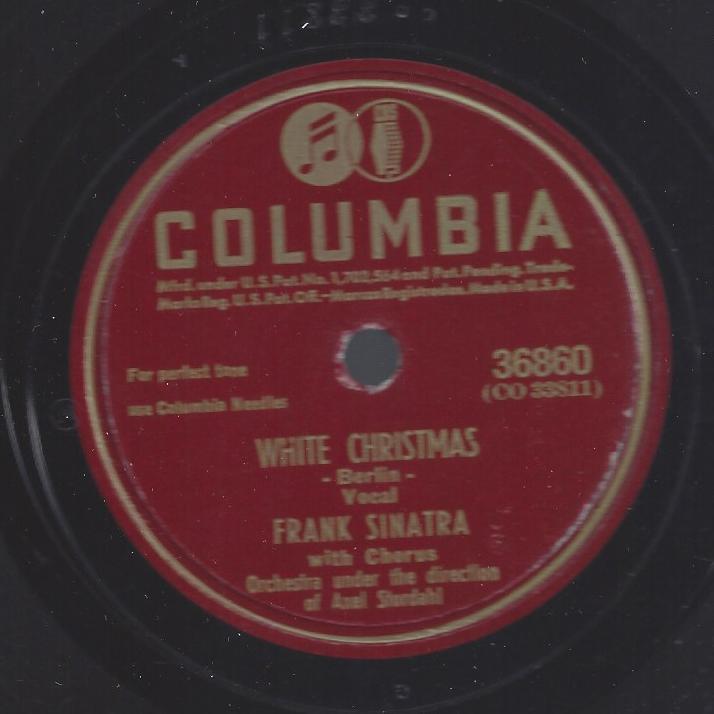 COLUMBIA
Mfd. under U.S. Pat. No. 1,702,564 and Pat. Pending. Trade-
Marks Reg. U.S. Pat. Off.-Marcas Registradas. Made in U.S.A.
For perfect tone
use Columbia Needles
36860
(CO 33811)
WHITE CHRISTMAS
- Berlin -
Vocal
FRANK SINATRA
with Chorus
Orchestra under the direction
of Axel Stordahl